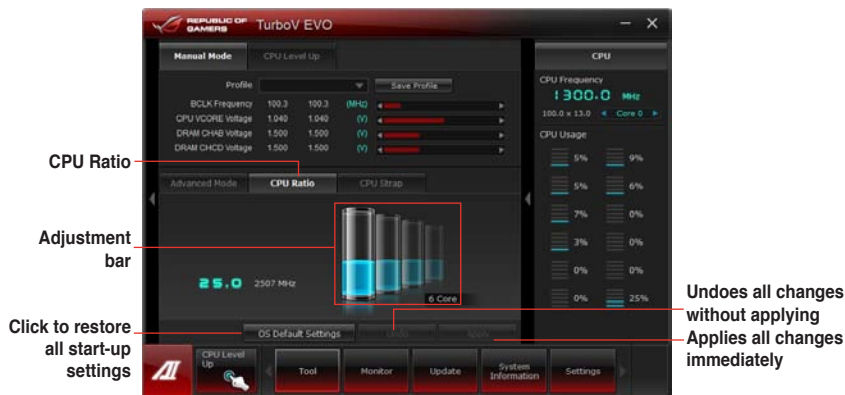 REPUBLIC OF
GAMERS
TurboV EVO
Manual Mode
CPU Level Up
Profile
Save Profile
BCLK Frequency 100.3 100.3 (MHz)
CPU VCORE Voltage 1.040 1.040 (V)
DRAM CHAB Voltage 1.500 1.500 (V)
DRAM CHCD Voltage 1.500 1.500 (V)
CPU
CPU Frequency
1300.0 MHz
100.0 x 13.0 Core 0
CPU Usage
5% 9%
5% 6%
7% 0%
3% 0%
0% 0%
0% 25%
CPU Ratio
Advanced Mode
CPU Ratio
CPU Strap
Adjustment
bar
25.0 2507 MHz
6 Core
Click to restore
all start-up
settings
OS Default Settings
Undo
Apply
Undoes all changes
without applying
Applies all changes
immediately
CPU Level
Up
Tool
Monitor
Update
System
Information
Settings